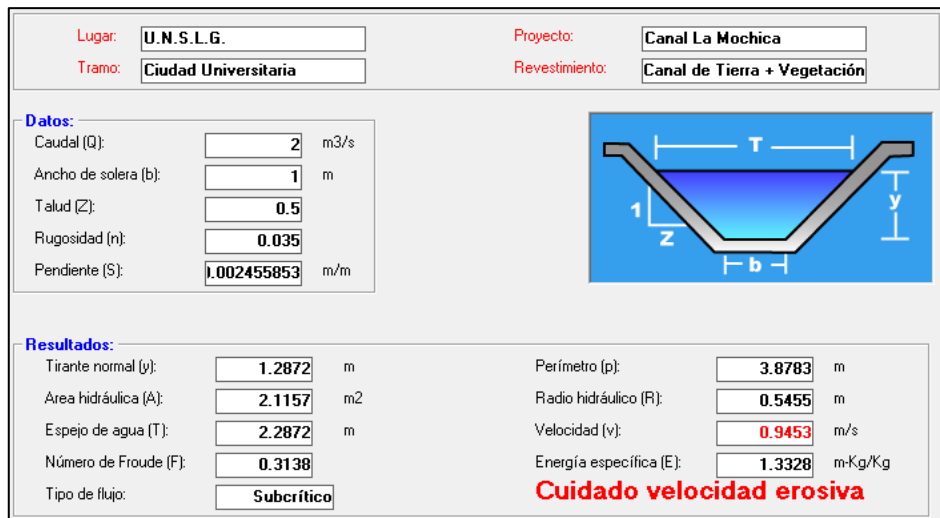 Lugar: U.N.S.L.G. Proyecto: Canal La Mochica
Tramo: Ciudad Universitaria Revestimiento: Canal de Tierra + Vegetación
Datos:
Caudal (Q): 2 m3/s
Ancho de solera (b): 1 m
Talud (Z): 0.5
Rugosidad (n): 0.035
Pendiente (S): .002455853 m/m
T
1
Z
y
b
Resultados:
Tirante normal (y): 1.2872 m Perímetro (p): 3.8783 m
Area hidráulica (A): 2.1157 m2 Radio hidráulico (R): 0.5455 m
Espejo de agua (T): 2.2872 m Velocidad (v): 0.9453 m/s
Número de Froude (F): 0.3138 Energía específica (E): 1.3328 m-Kg/Kg
Tipo de flujo: Subcrítico Cuidado velocidad erosiva